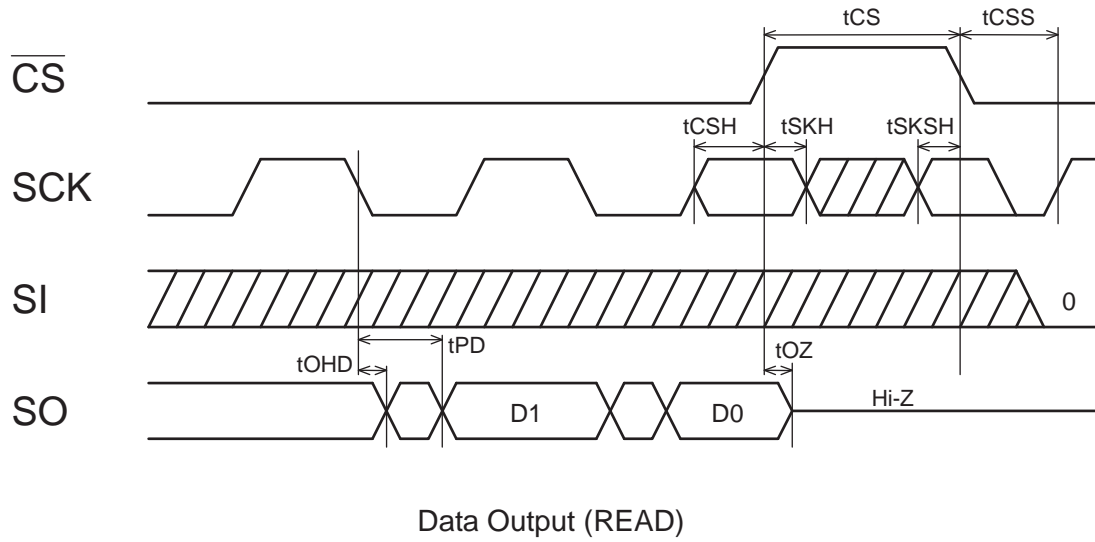 tCS tCSS
CS
tCSH tSKH tSKSH
SCK
SI 0
tOHD tPD tOZ
SO D1 D0 Hi-Z
Data Output (READ)